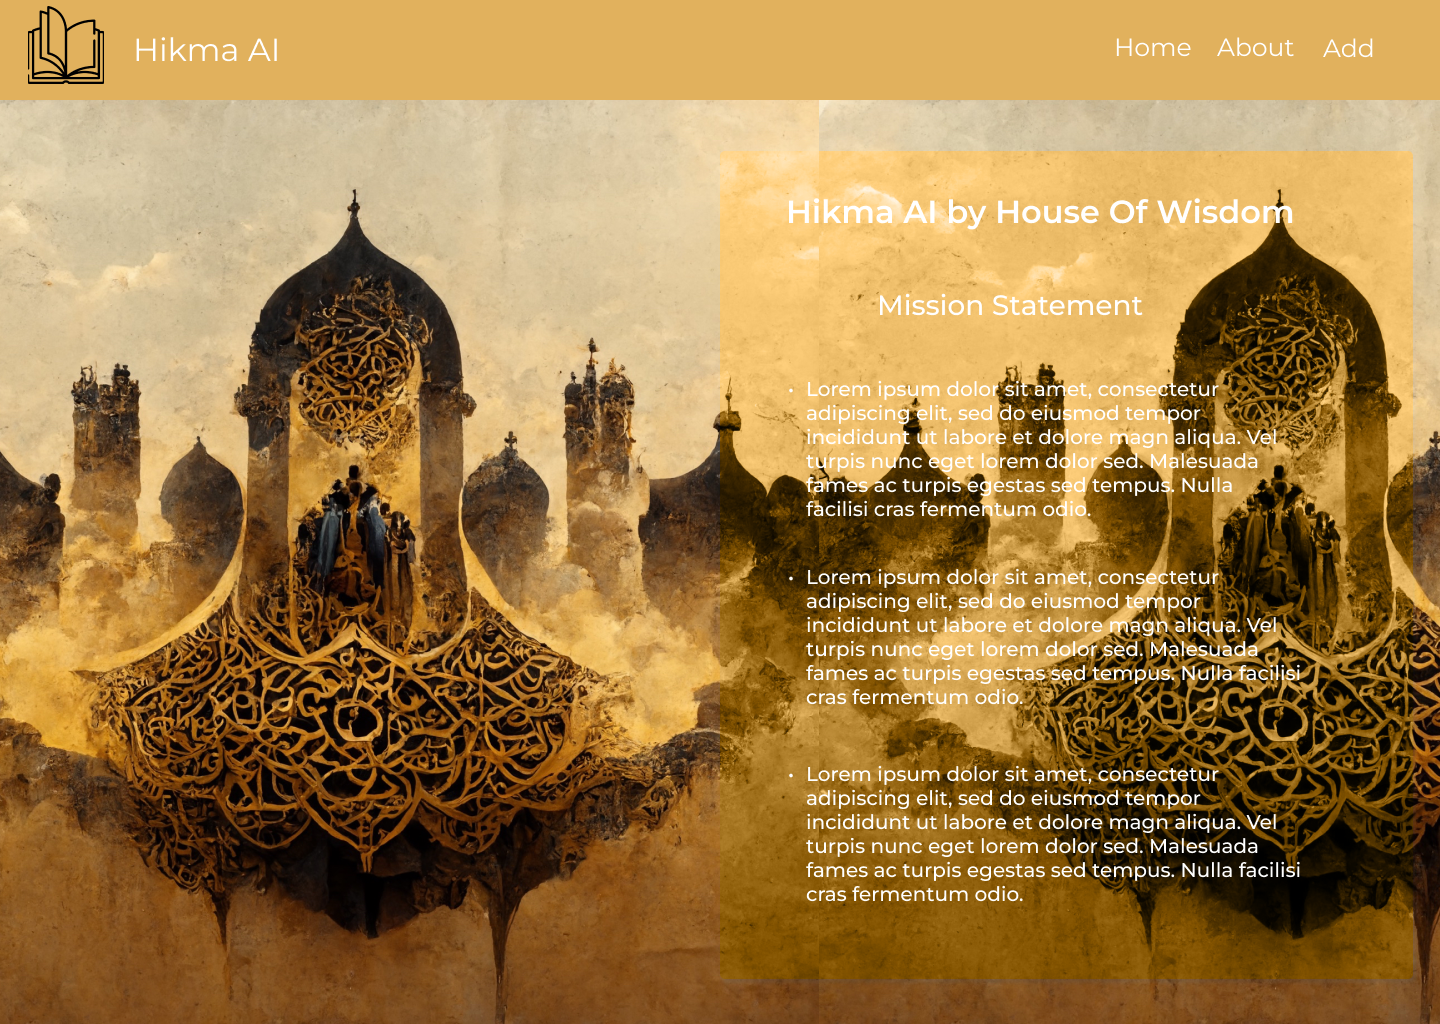 Hikma AI
Home About Add
Hikma AI by House Of Wisdom
Mission Statement
• Lorem ipsum dolor sit amet, consectetur
adipiscing elit, sed do eiusmod tempor
incididunt ut labore et dolore magn aliqua. Vel
turpis nunc eget lorem dolor sed. Malesuada
fames ac turpis egestas sed tempus. Nulla
facilisi cras fermentum odio.
• Lorem ipsum dolor sit amet, consectetur
adipiscing elit, sed do eiusmod tempor
incididunt ut labore et dolore magn aliqua. Vel
turpis nunc eget lorem dolor sed. Malesuada
fames ac turpis egestas sed tempus. Nulla facilisi
cras fermentum odio.
• Lorem ipsum dolor sit amet, consectetur
adipiscing elit, sed do eiusmod tempor
incididunt ut labore et dolore magn aliqua. Vel
turpis nunc eget lorem dolor sed. Malesuada
fames ac turpis egestas sed tempus. Nulla facilisi
cras fermentum odio.